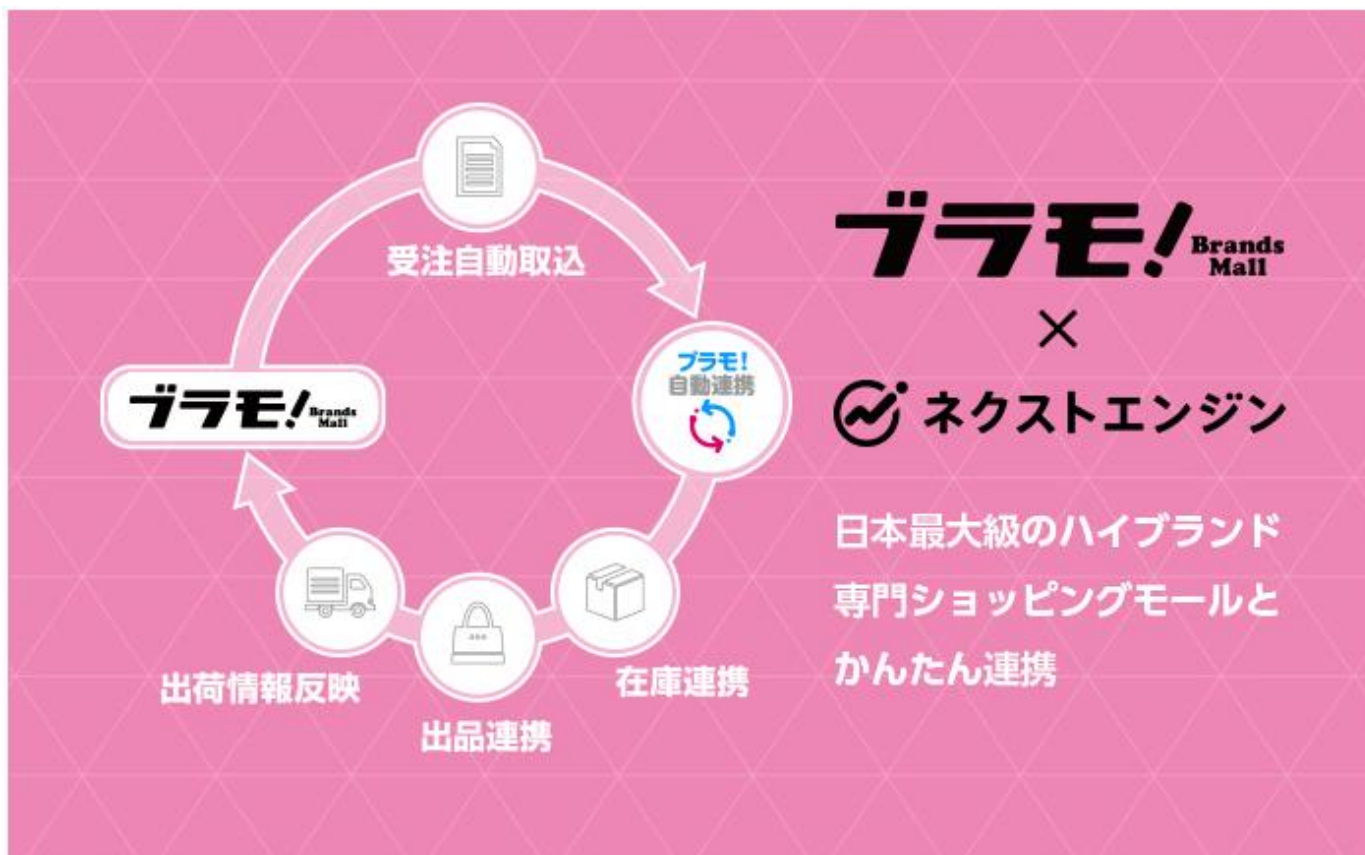 受注自動取込
ブラモ! Brands Mall
ブラモ!
自動連携
出荷情報反映
出品連携
在庫連携
ブラモ! Brands Mall
×
ネクストエンジン
日本最大級のハイブランド
専門ショッピングモールと
かんたん連携